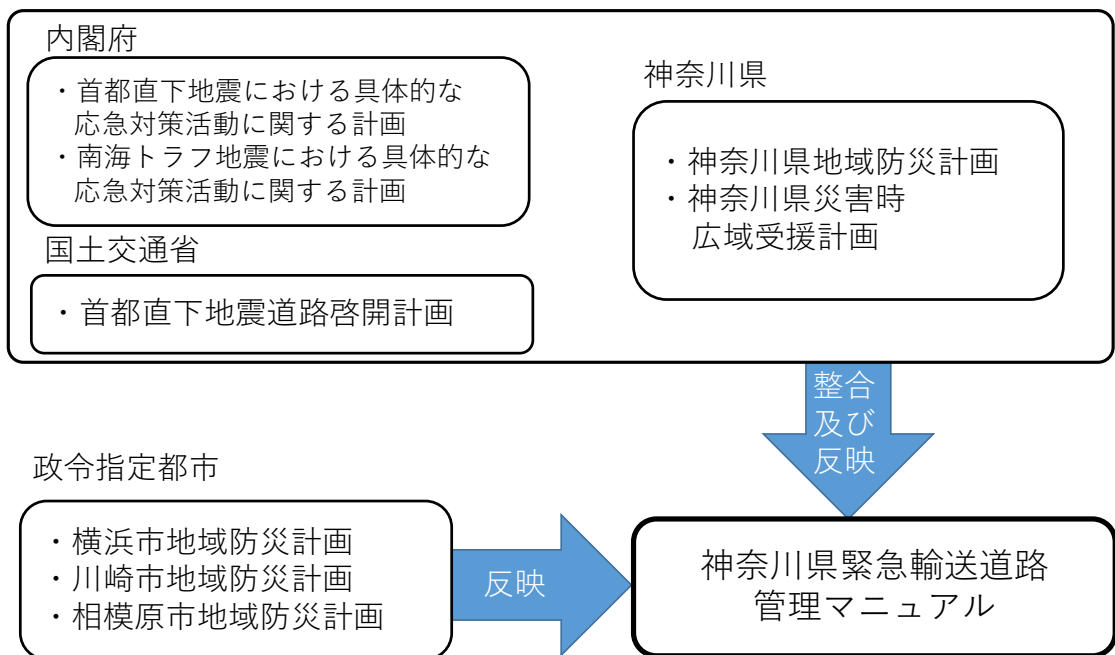 内閣府
・首都直下地震における具体的な
応急対策活動に関する計画
・南海トラフ地震における具体的な
応急対策活動に関する計画
国土交通省
・首都直下地震道路啓開計画
神奈川県
・神奈川県地域防災計画
・神奈川県災害時
広域受援計画
整合
及び
反映
政令指定都市
・横浜市地域防災計画
・川崎市地域防災計画
・相模原市地域防災計画
反映
神奈川県緊急輸送道路
管理マニュアル